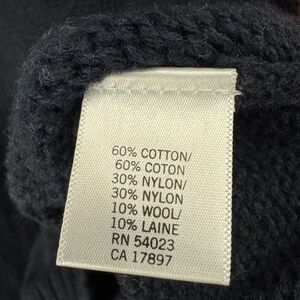 60% COTTON/
60% COTON
30% NYLON/
30% NYLON
10% WOOL/
10% LAINE
RN 54023
CA 17897